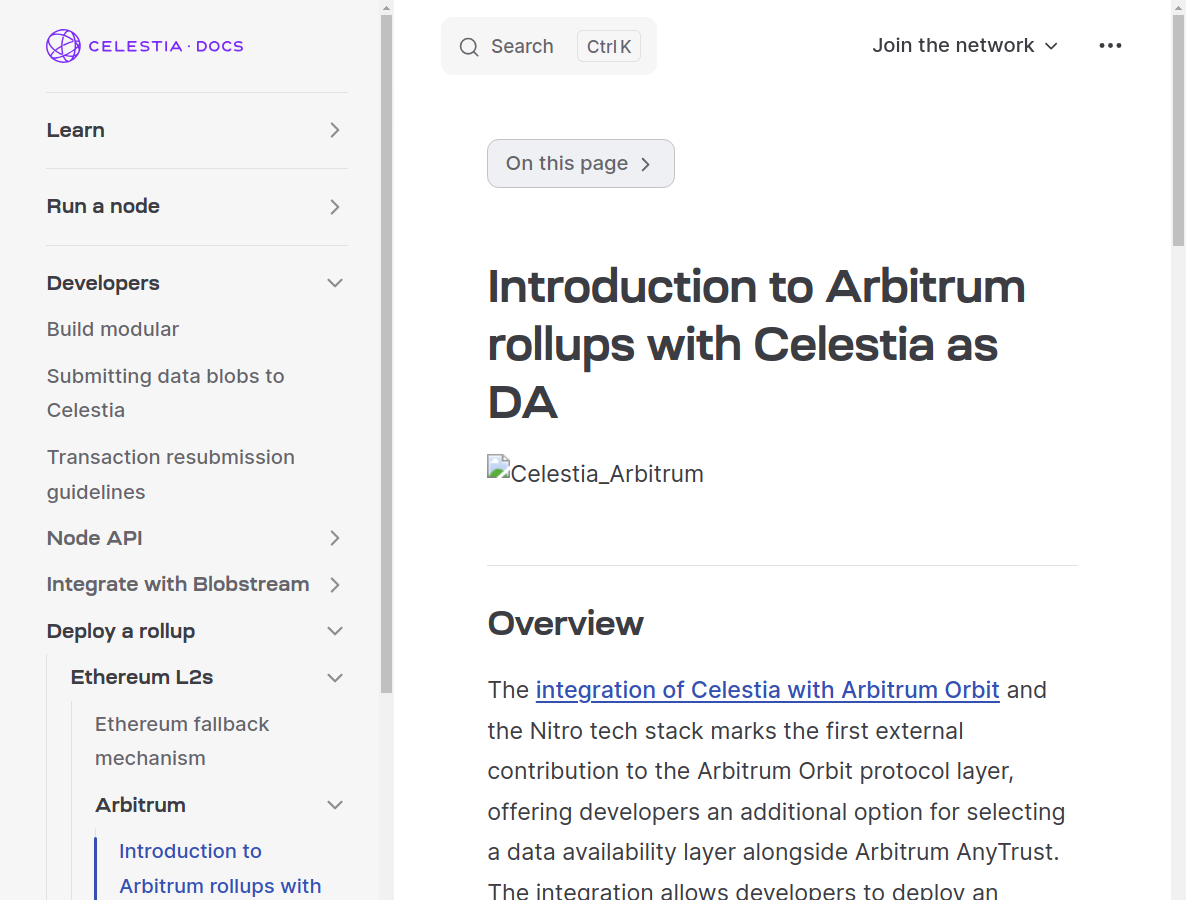 CELESTIA · DOCS
Learn
Run a node
Developers
Build modular
Submitting data blobs to
Celestia
Transaction resubmission
guidelines
Node API
Integrate with Blobstream
Deploy a rollup
Ethereum L2s
Ethereum fallback
mechanism
Arbitrum
Introduction to
Arbitrum rollups with
Search Ctrl K
Join the network
On this page
Introduction to Arbitrum
rollups with Celestia as
DA
Celestia_Arbitrum
Overview
The integration of Celestia with Arbitrum Orbit and
the Nitro tech stack marks the first external
contribution to the Arbitrum Orbit protocol layer,
offering developers an additional option for selecting
a data availability layer alongside Arbitrum AnyTrust.
The integration allows developers to deploy an